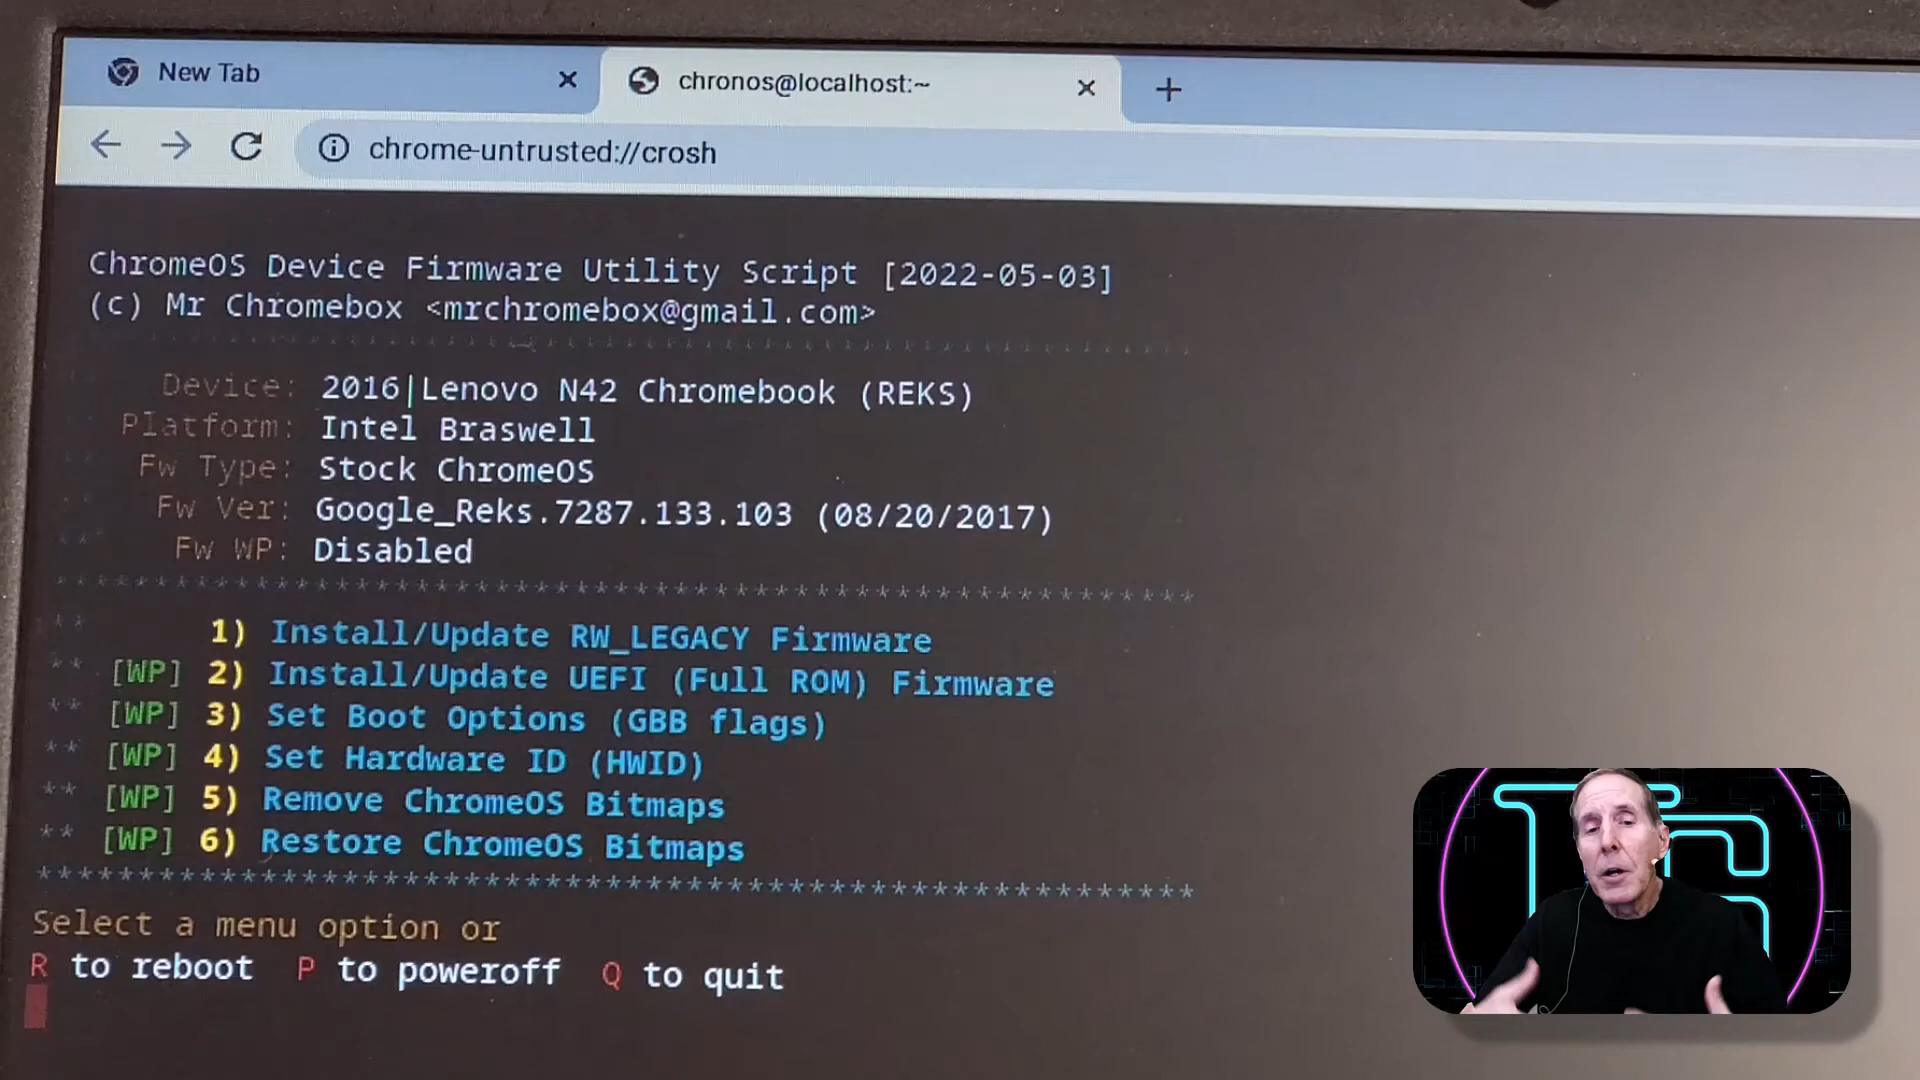 New Tab
chronos@localhost:~
chrome-untrusted://crosh
ChromeOS Device Firmware Utility Script [2022-05-03]
(c) Mr Chromebox <mrchromebox@gmail.com>
Device: 2016|Lenovo N42 Chromebook (REKS)
Platform: Intel Braswell
Fw Type: Stock ChromeOS
Fw Ver: Google_Reks.7287.133.103 (08/20/2017)
Fw WP: Disabled
** 1) Install/Update RW_LEGACY Firmware
** [WP] 2) Install/Update UEFI (Full ROM) Firmware
** [WP] 3) Set Boot Options (GBB flags)
** [WP] 4) Set Hardware ID (HWID)
** [WP] 5) Remove ChromeOS Bitmaps
** [WP] 6) Restore ChromeOS Bitmaps
Select a menu option or
R to reboot P to poweroff Q to quit